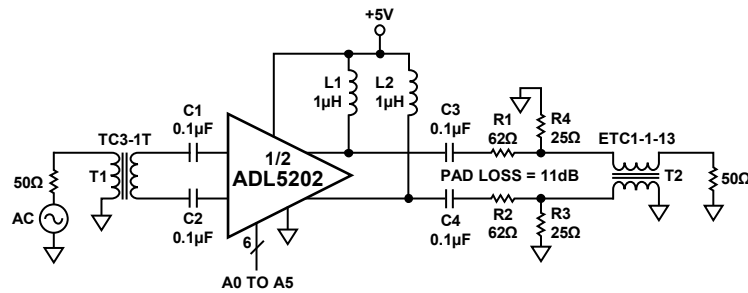 +5V
L1
1µH
L2
1µH
C3
0.1µF
R1
62Ω
R4
25Ω
ETC1-1-13
TC3-1T
C1
0.1µF
50Ω
T1
1/2
ADL5202
PAD LOSS = 11dB
T2
50Ω
AC
C2
0.1µF
C4
0.1µF
R2
62Ω
R3
25Ω
6
A0 TO A5